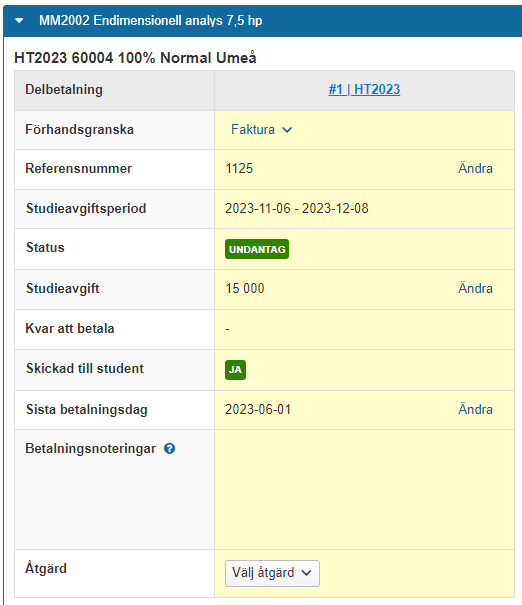 MM2002 Endimensionell analys 7,5 hp
HT2023 60004 100% Normal Umeå
Delbetalning #1 | HT2023
Förhandsgranska Faktura
Referensnummer 1125 Ändra
Studieavgiftsperiod 2023-11-06 - 2023-12-08
Status UNDANTAG
Studieavgift 15 000 Ändra
Kvar att betala -
Skickad till student JA
Sista betalningsdag 2023-06-01 Ändra
Betalningsnoteringar ?
Åtgärd Välj åtgärd